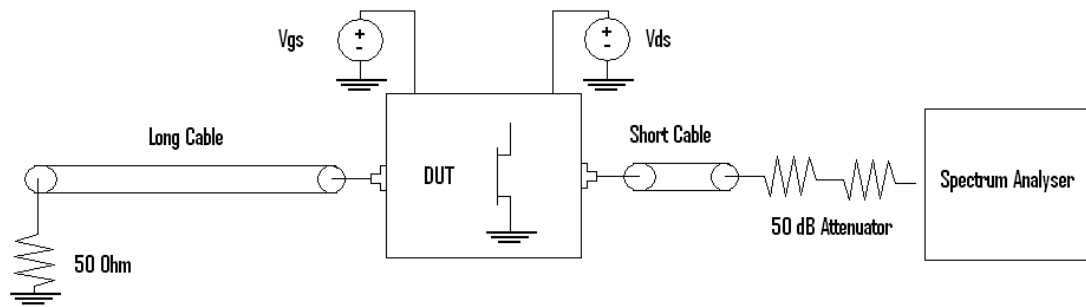 Vgs
+
-
Vds
+
-
Long Cable
Short Cable
DUT
Spectrum Analyser
50 dB Attenuator
50 Ohm